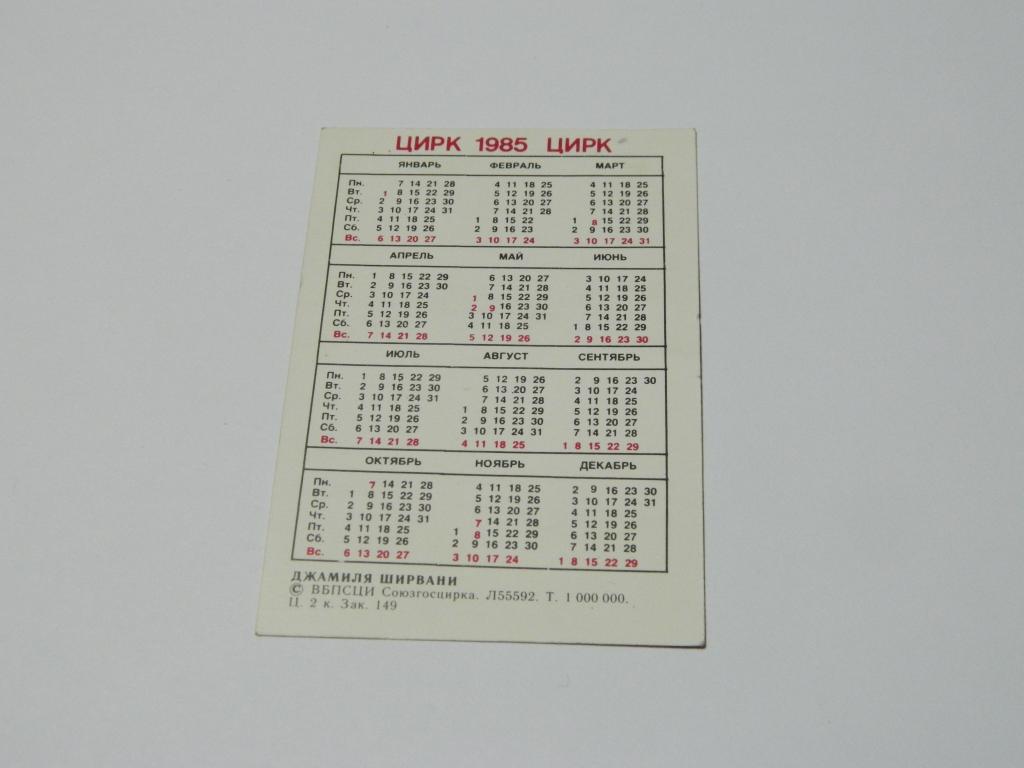 ЦИРК 1985 ЦИРК
ЯНВАРЬ ФЕВРАЛЬ МАРТ
Пн. 7 14 21 28 4 11 18 25 4 11 18 25
Вт. 1 8 15 22 29 5 12 19 26 5 12 19 26
Ср. 2 9 16 23 30 6 13 20 27 6 13 20 27
Чт. 3 10 17 24 31 7 14 21 28 7 14 21 28
Пт. 4 11 18 25 1 8 15 22 1 8 15 22 29
Сб. 5 12 19 26 2 9 16 23 2 9 16 23 30
Вс. 6 13 20 27 3 10 17 24 3 10 17 24 31
АПРЕЛЬ МАЙ ИЮНЬ
Пн. 1 8 15 22 29 6 13 20 27 3 10 17 24
Вт. 2 9 16 23 30 7 14 21 28 4 11 18 25
Ср. 3 10 17 24 1 8 15 22 29 5 12 19 26
Чт. 4 11 18 25 2 9 16 23 30 6 13 20 27
Пт. 5 12 19 26 3 10 17 24 31 7 14 21 28
Сб. 6 13 20 27 4 11 18 25 1 8 15 22 29
Вс. 7 14 21 28 5 12 19 26 2 9 16 23 30
ИЮЛЬ АВГУСТ СЕНТЯБРЬ
Пн. 1 8 15 22 29 5 12 19 26 2 9 16 23 30
Вт. 2 9 16 23 30 6 13 20 27 3 10 17 24
Ср. 3 10 17 24 31 7 14 21 28 4 11 18 25
Чт. 4 11 18 25 1 8 15 22 29 5 12 19 26
Пт. 5 12 19 26 2 9 16 23 30 6 13 20 27
Сб. 6 13 20 27 3 10 17 24 31 7 14 21 28
Вс. 7 14 21 28 4 11 18 25 1 8 15 22 29
ОКТЯБРЬ НОЯБРЬ ДЕКАБРЬ
Пн. 7 14 21 28 4 11 18 25 2 9 16 23 30
Вт. 1 8 15 22 29 5 12 19 26 3 10 17 24 31
Ср. 2 9 16 23 30 6 13 20 27 4 11 18 25
Чт. 3 10 17 24 31 7 14 21 28 5 12 19 26
Пт. 4 11 18 25 1 8 15 22 29 6 13 20 27
Сб. 5 12 19 26 2 9 16 23 30 7 14 21 28
Вс. 6 13 20 27 3 10 17 24 1 8 15 22 29
ДЖАМИЛЯ ШИРВАНИ
© ВБПСЦИ Союзгосцирка. Л55592. Т. 1 000 000.
Ц. 2 к. Зак. 149